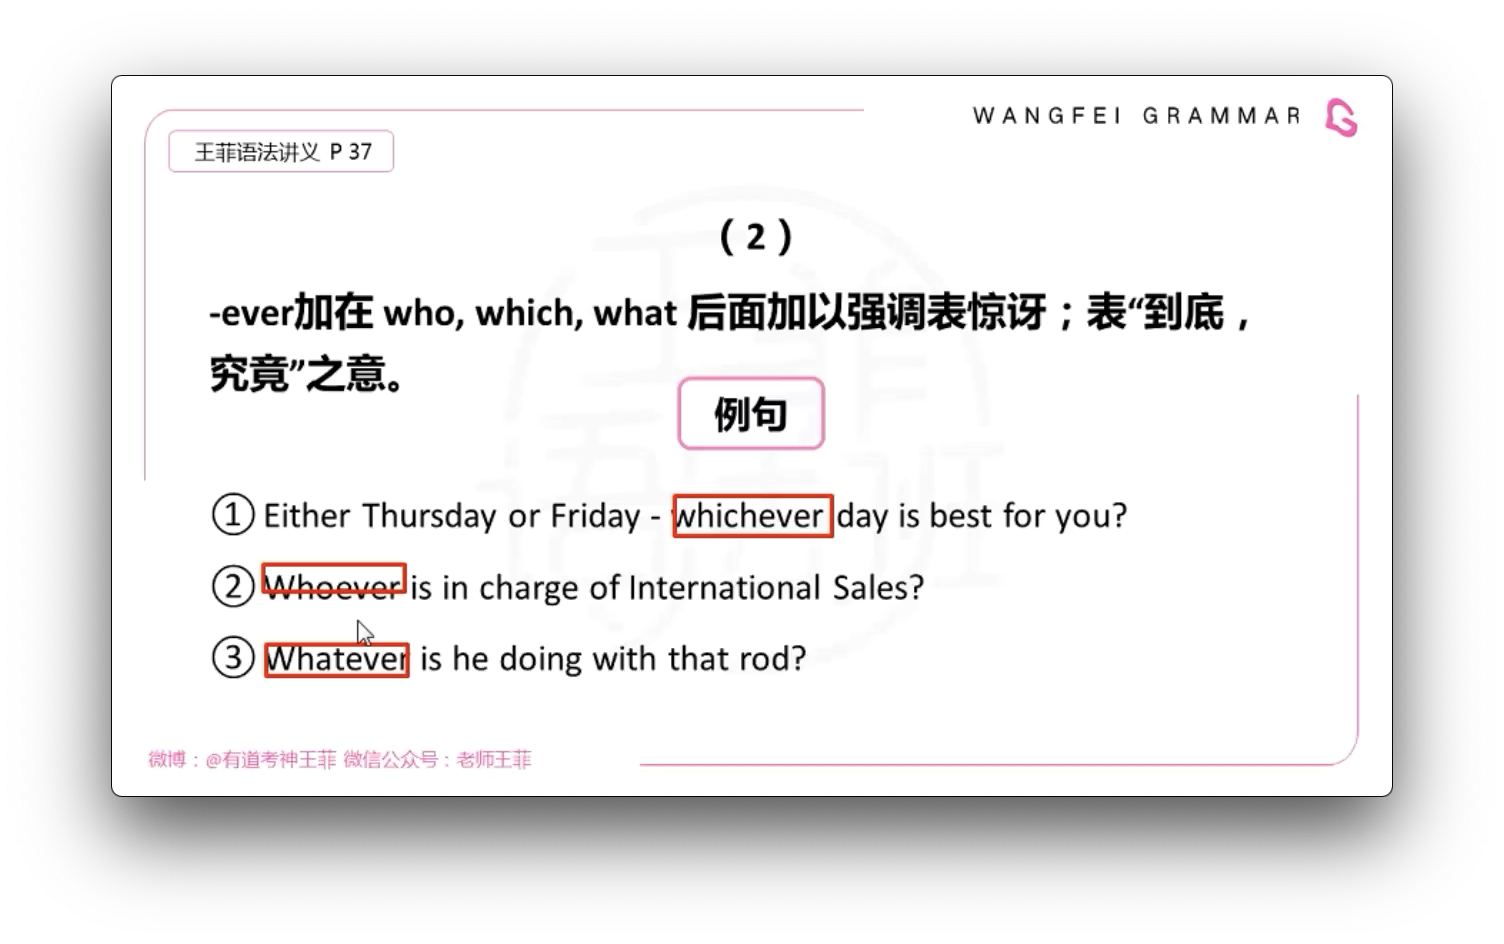 WANGFEI GRAMMAR
王菲语法讲义 P 37
（2）
-ever加在 who, which, what 后面加以强调表惊讶；表“到底，
究竟”之意。
例句
① Either Thursday or Friday - whichever day is best for you?
② Whoever is in charge of International Sales?
③ Whatever is he doing with that rod?
微博：@有道考神王菲 微信公众号：老师王菲